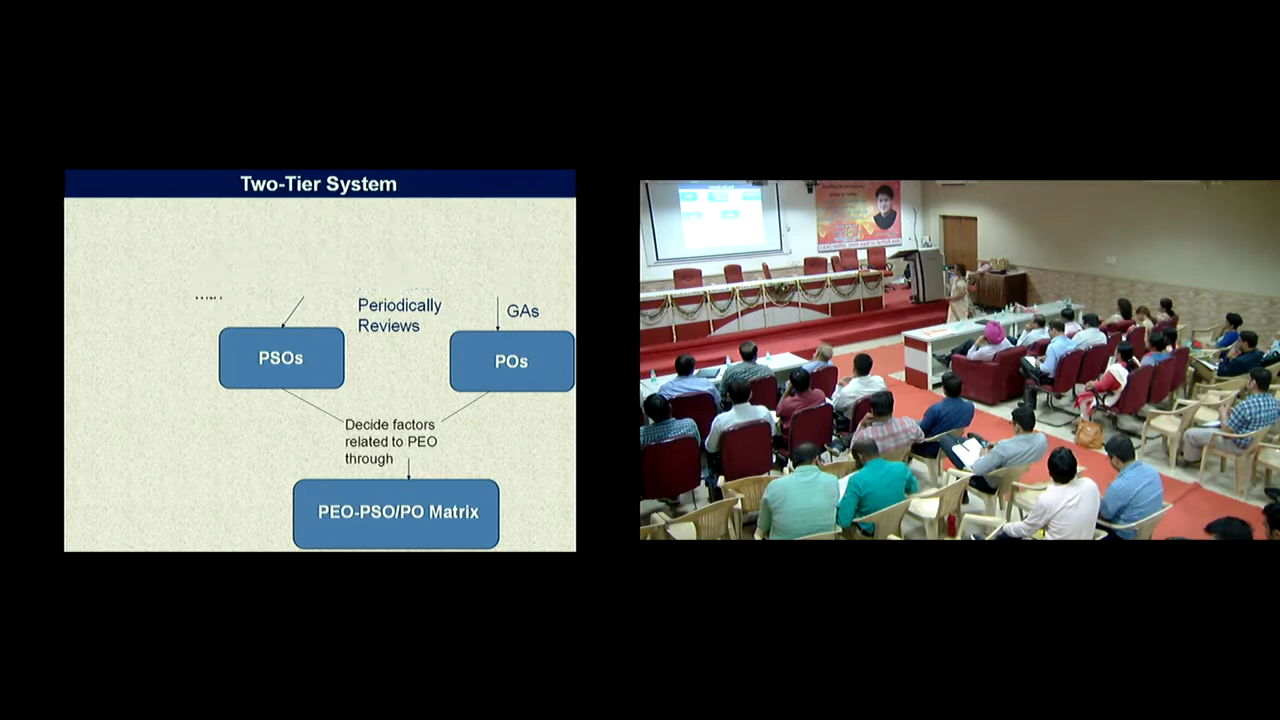 Two-Tier System
Periodically
Reviews
GAs
PSOs
POs
Decide factors
related to PEO
through
PEO-PSO/PO Matrix